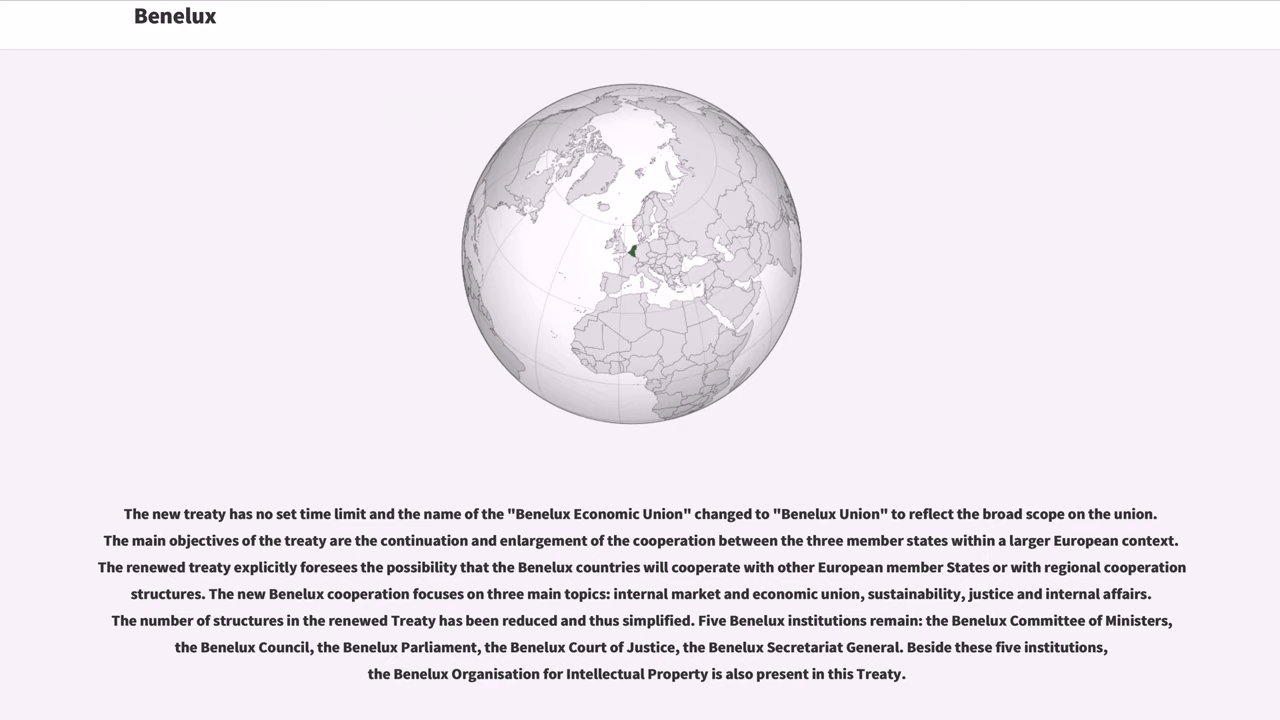 Benelux
The new treaty has no set time limit and the name of the "Benelux Economic Union" changed to "Benelux Union" to reflect the broad scope on the union.
The main objectives of the treaty are the continuation and enlargement of the cooperation between the three member states within a larger European context.
The renewed treaty explicitly foresees the possibility that the Benelux countries will cooperate with other European member States or with regional cooperation
structures. The new Benelux cooperation focuses on three main topics: internal market and economic union, sustainability, justice and internal affairs.
The number of structures in the renewed Treaty has been reduced and thus simplified. Five Benelux institutions remain: the Benelux Committee of Ministers,
the Benelux Council, the Benelux Parliament, the Benelux Court of Justice, the Benelux Secretariat General. Beside these five institutions,
the Benelux Organisation for Intellectual Property is also present in this Treaty.